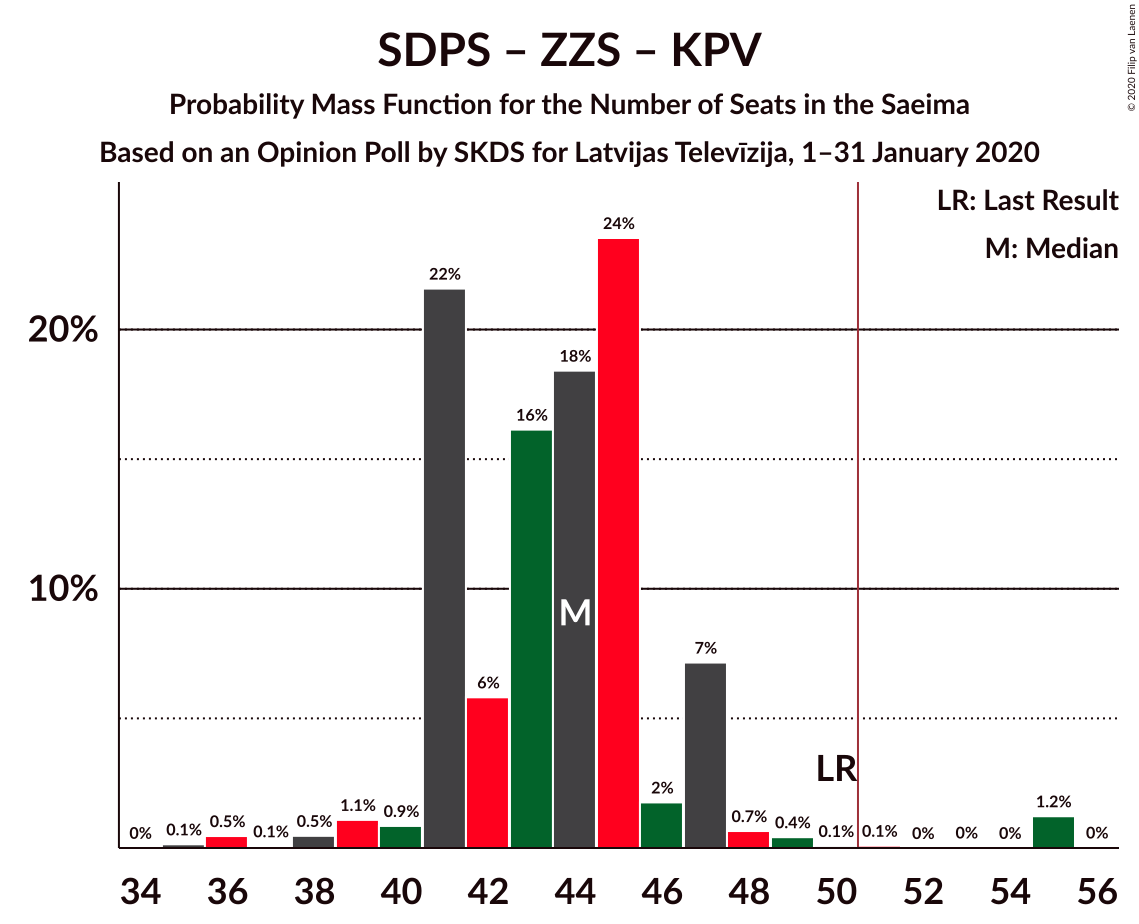 SDPS – ZZS – KPV
Probability Mass Function for the Number of Seats in the Saeima
Based on an Opinion Poll by SKDS for Latvijas Televīzija, 1–31 January 2020
© 2020 Filip van Laenen
LR: Last Result
M: Median
20%
10%
0%
0.1%
0.5%
0.1%
0.5%
1.1%
0.9%
22%
6%
16%
18%
24%
2%
7%
0.7%
0.4%
0.1%
0.1%
0%
0%
0%
1.2%
0%
M
LR
34 36 38 40 42 44 46 48 50 52 54 56